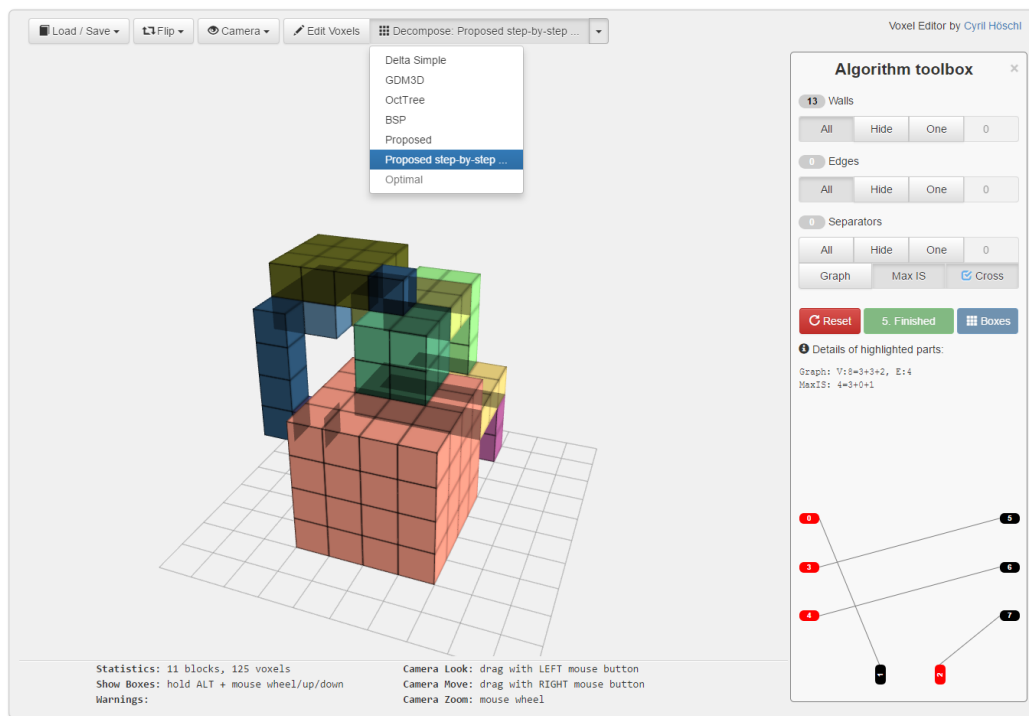 Load / Save Flip Camera Edit Voxels Decompose: Proposed step-by-step ...
Voxel Editor by Cyril Höschl
Delta Simple
GDM3D
OctTree
BSP
Proposed
Proposed step-by-step ...
Optimal
Algorithm toolbox ×
13 Walls
All Hide One 0
0 Edges
All Hide One 0
0 Separators
All Hide One 0
Graph Max IS Cross
Reset 5. Finished Boxes
Details of highlighted parts:
Graph: V:8=3+3+2, E:4
MaxIS: 4=3+0+1
0 5
3 6
4 7
1 2
Statistics: 11 blocks, 125 voxels
Show Boxes: hold ALT + mouse wheel/up/down
Warnings:
Camera Look: drag with LEFT mouse button
Camera Move: drag with RIGHT mouse button
Camera Zoom: mouse wheel